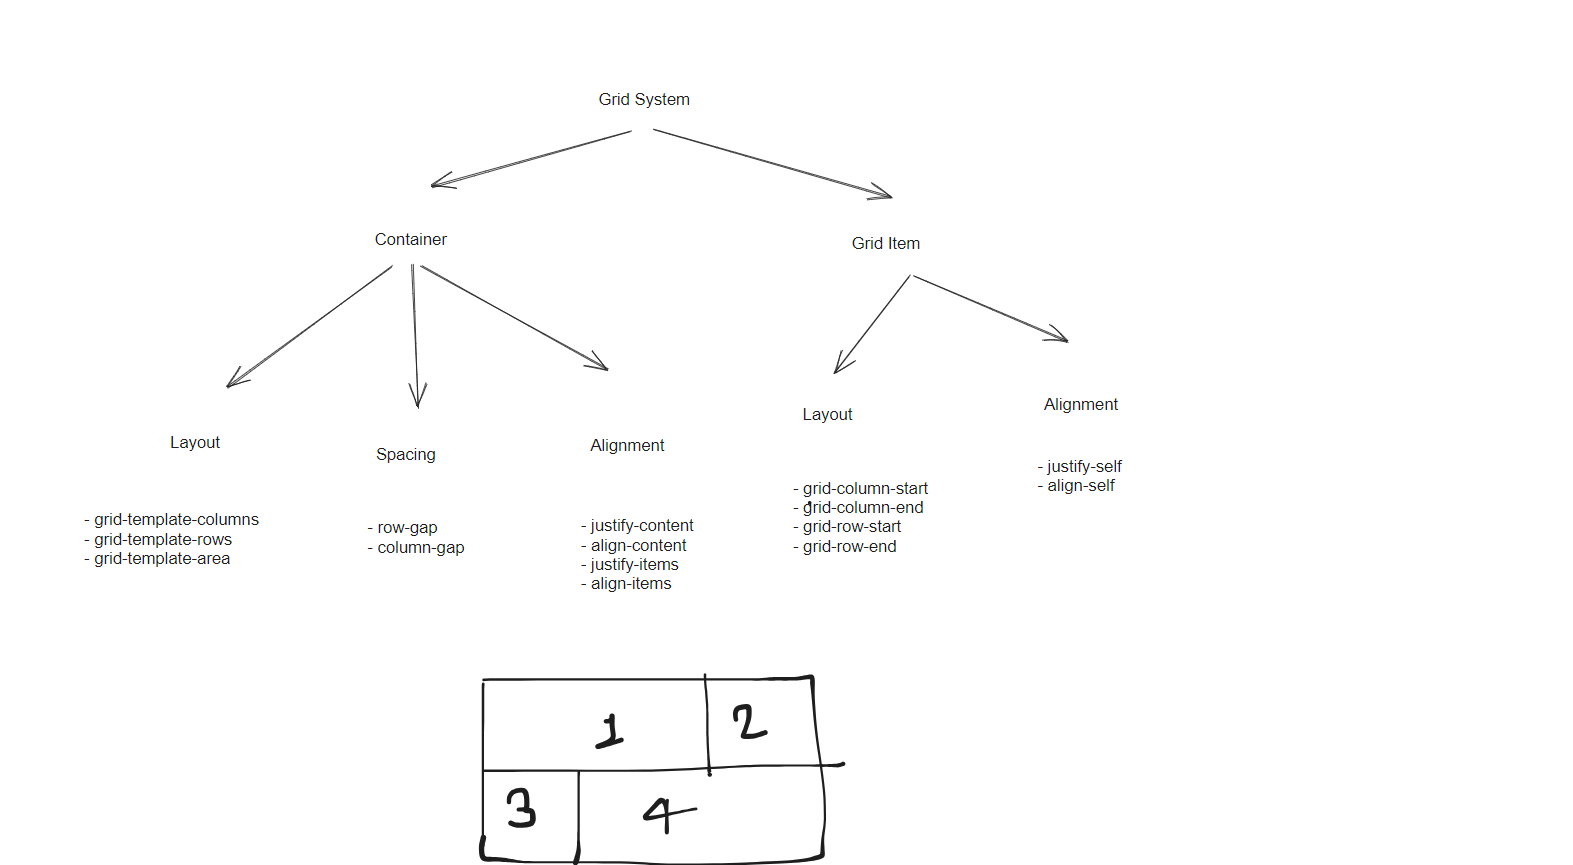 Grid System
Container
Grid Item
Layout
- grid-template-columns
- grid-template-rows
- grid-template-area
Spacing
- row-gap
- column-gap
Alignment
- justify-content
- align-content
- justify-items
- align-items
Layout
- grid-column-start
- grid-column-end
- grid-row-start
- grid-row-end
Alignment
- justify-self
- align-self
1
2
3
4